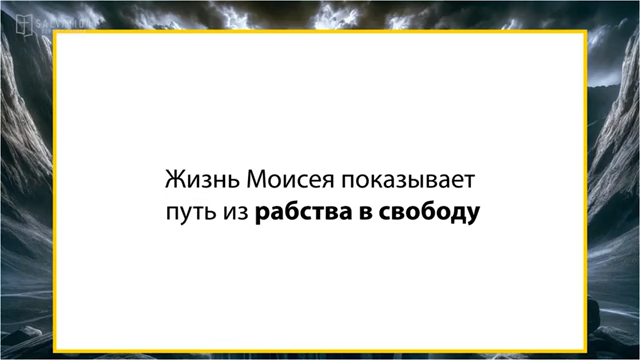 Жизнь Моисея показывает
путь из рабства в свободу